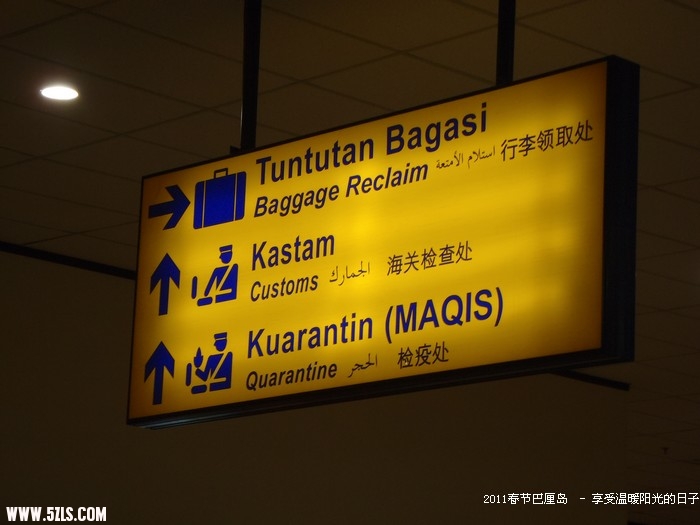 Tuntutan Bagasi
Baggage Reclaim استلام الأمتعة 行李领取处
Kastam
Customs الجمارك 海关检查处
Kuarantin (MAQIS)
Quarantine الحجر 检疫处
2011春节巴厘岛 - 享受温暖阳光的日子
WWW.5ZLS.COM